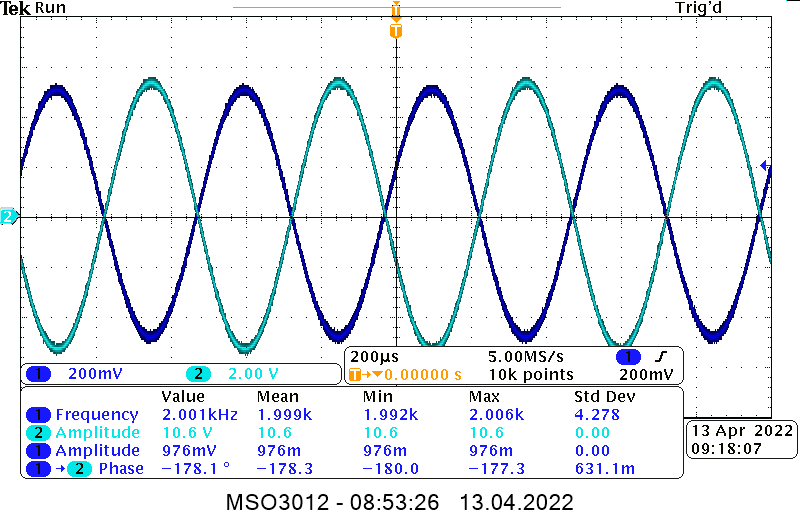 Tek Run Trig'd
T
T
2
1 200mV 2 2.00 V
200µs 5.00MS/s 1
T→▼0.00000 s 10k points 200mV
Value Mean Min Max Std Dev
1 Frequency 2.001kHz 1.999k 1.992k 2.006k 4.278
2 Amplitude 10.6 V 10.6 10.6 10.6 0.00
1 Amplitude 976mV 976m 976m 976m 0.00
1 → 2 Phase −178.1 ° −178.3 −180.0 −177.3 631.1m
13 Apr 2022
09:18:07
MSO3012 - 08:53:26 13.04.2022